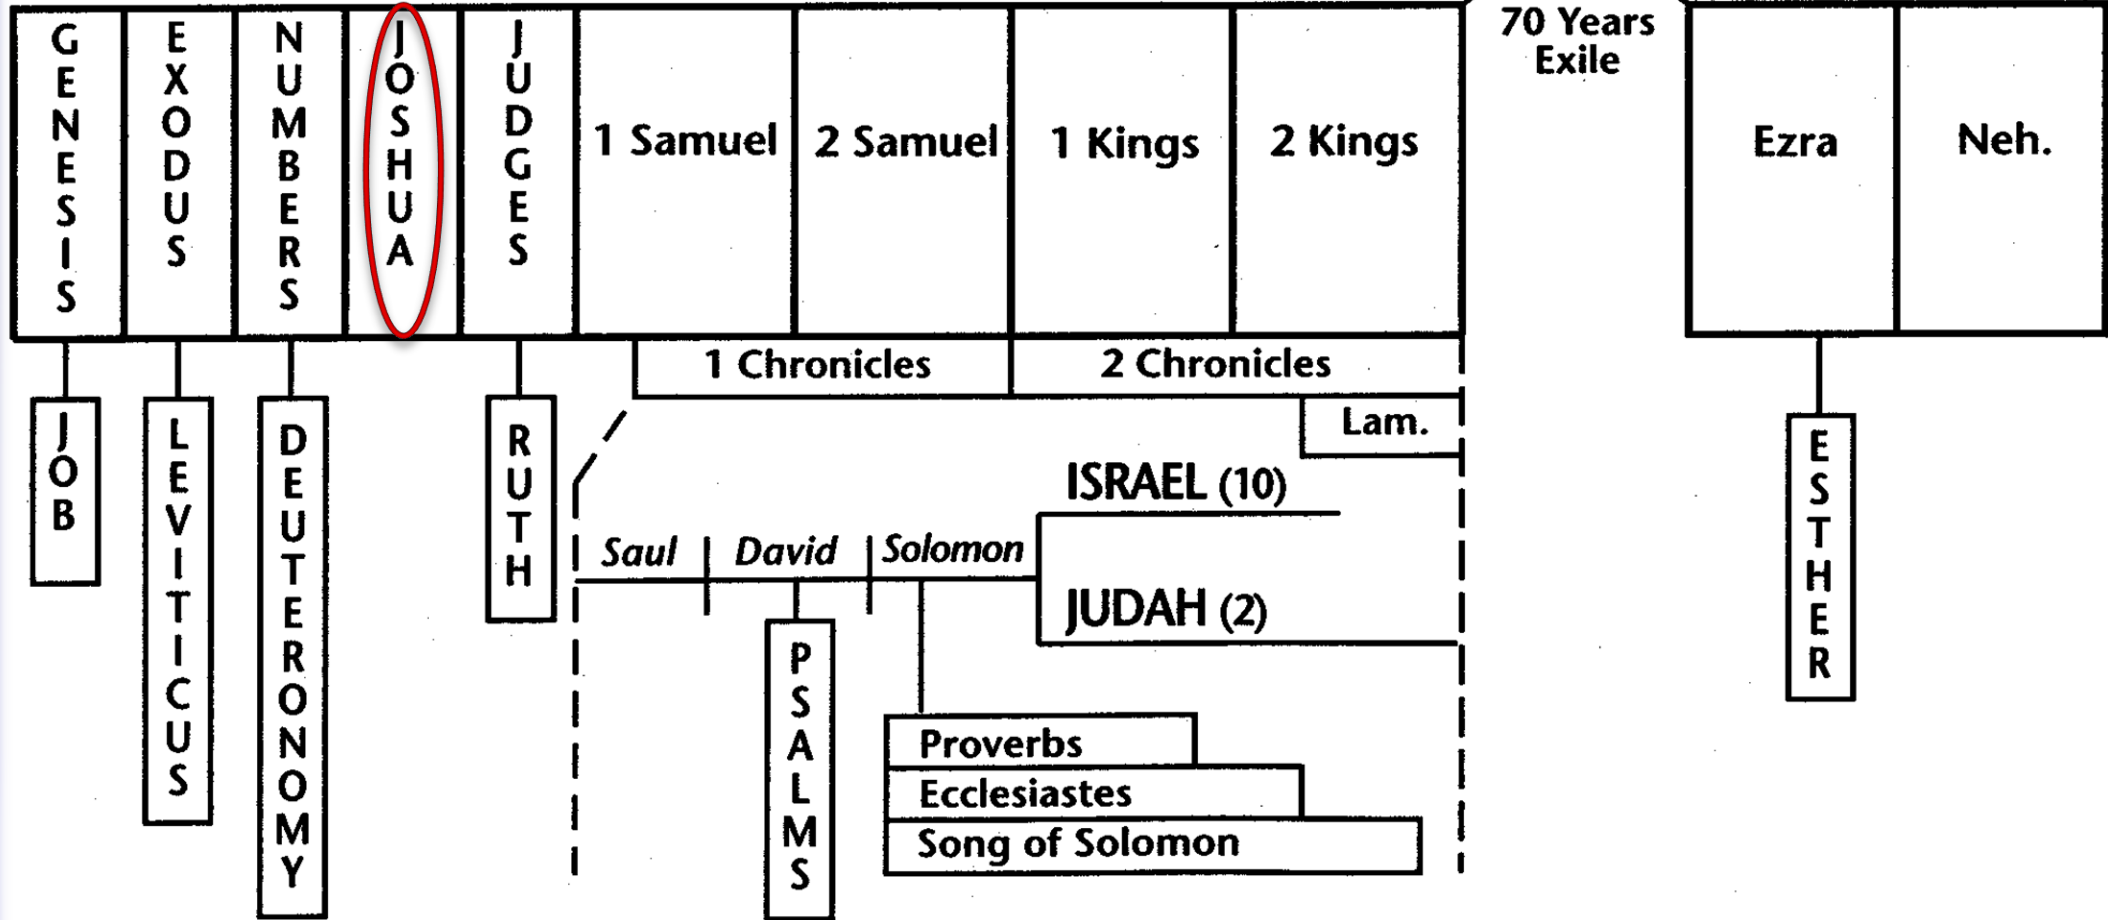 GENESIS
EXODUS
NUMBERS
JOSHUA
JUDGES
1 Samuel
2 Samuel
1 Kings
2 Kings
70 Years
Exile
Ezra
Neh.
1 Chronicles
2 Chronicles
Lam.
JOB
LEVITICUS
DEUTERONOMY
RUTH
ESTHER
ISRAEL (10)
Saul
David
Solomon
JUDAH (2)
PSALMS
Proverbs
Ecclesiastes
Song of Solomon